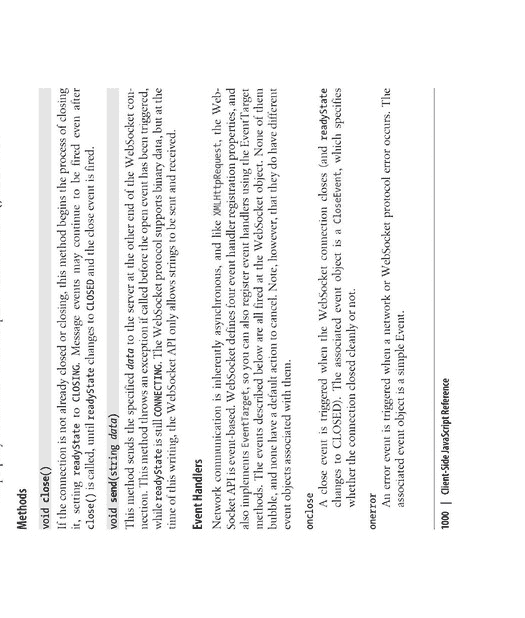 Methods
void close()
If the connection is not already closed or closing, this method begins the process of closing
it, setting readyState to CLOSING. Message events may continue to be fired even after
close() is called, until readyState changes to CLOSED and the close event is fired.
void send(string data)
This method sends the specified data to the server at the other end of the WebSocket con-
nection. This method throws an exception if called before the open event has been triggered,
while readyState is still CONNECTING. The WebSocket protocol supports binary data, but at the
time of this writing, the WebSocket API only allows strings to be sent and received.
Event Handlers
Network communication is inherently asynchronous, and like XMLHttpRequest, the Web-
Socket API is event-based. WebSocket defines four event handler registration properties, and
also implements EventTarget, so you can also register event handlers using the EventTarget
methods. The events described below are all fired at the WebSocket object. None of them
bubble, and none have a default action to cancel. Note, however, that they do have different
event objects associated with them.
onclose
A close event is triggered when the WebSocket connection closes (and readyState
changes to CLOSED). The associated event object is a CloseEvent, which specifies
whether the connection closed cleanly or not.
onerror
An error event is triggered when a network or WebSocket protocol error occurs. The
associated event object is a simple Event.
1000 | Client-Side JavaScript Reference